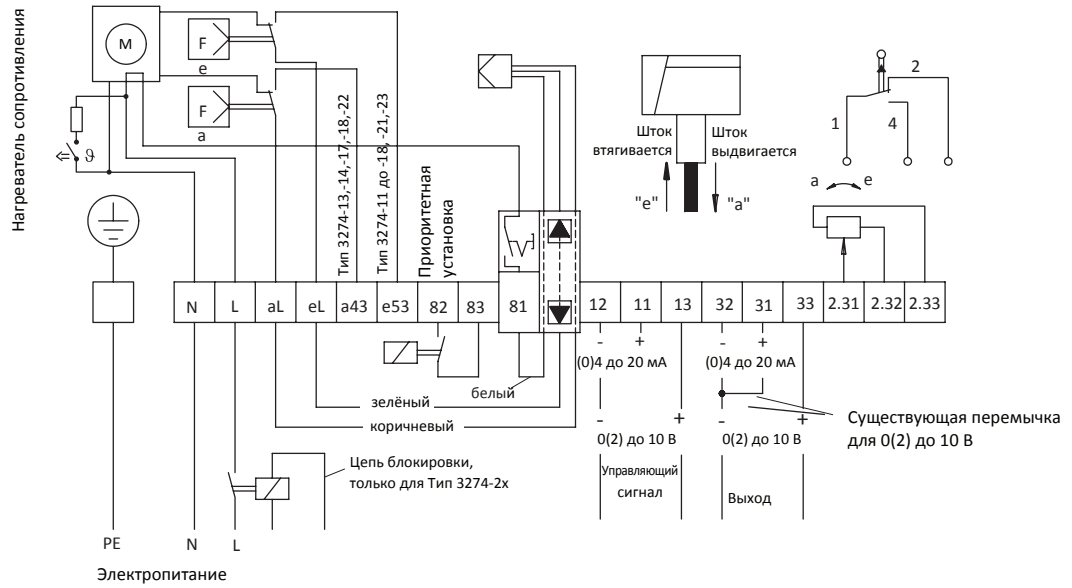 Нагреватель сопротивления
M
F
e
F
a
ϑ
Тип 3274-13,-14,-17,-18,-22
Тип 3274-11 до -18, -21,-23
Приоритетная
установка
Шток
втягивается
Шток
выдвигается
"e"
"a"
1
2
4
a
e
N
L
aL
eL
a43
e53
82
83
81
12
11
13
32
31
33
2.31
2.32
2.33
- +
(0)4 до 20 мА
- +
(0)4 до 20 мА
белый
зелёный
коричневый
- +
0(2) до 10 В
- +
0(2) до 10 В
Существующая перемычка
для 0(2) до 10 В
Управляющий
сигнал
Выход
Цепь блокировки,
только для Тип 3274-2x
PE
N
L
Электропитание